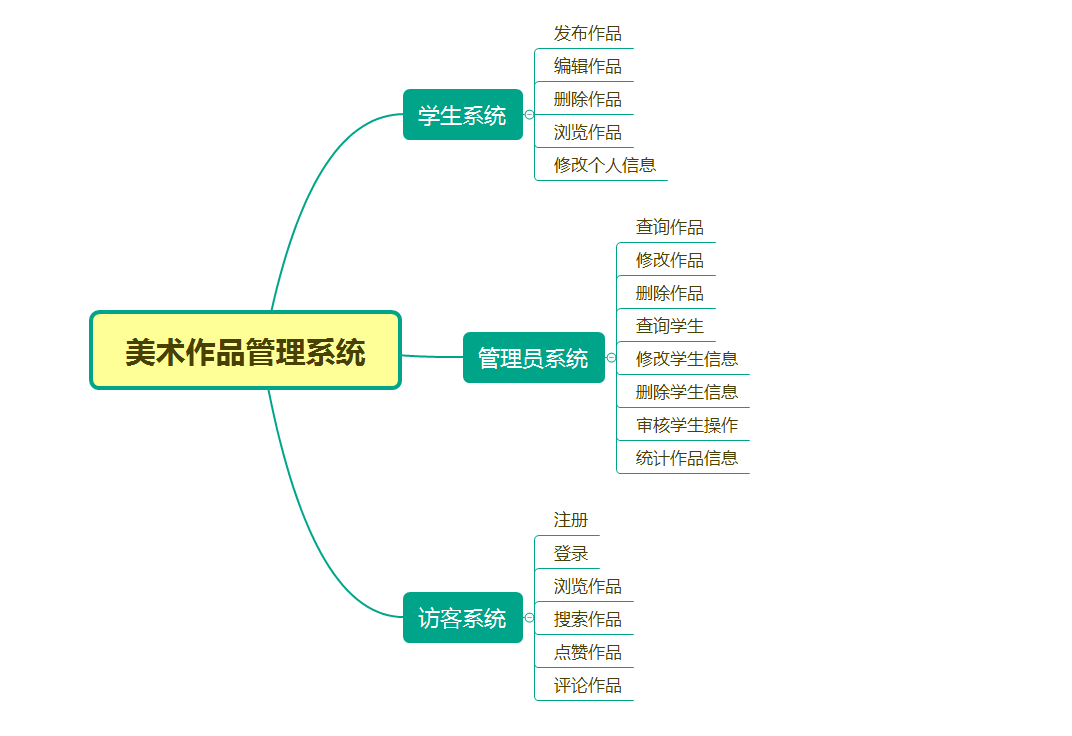 美术作品管理系统
学生系统
发布作品
编辑作品
删除作品
浏览作品
修改个人信息
管理员系统
查询作品
修改作品
删除作品
查询学生
修改学生信息
删除学生信息
审核学生操作
统计作品信息
访客系统
注册
登录
浏览作品
搜索作品
点赞作品
评论作品